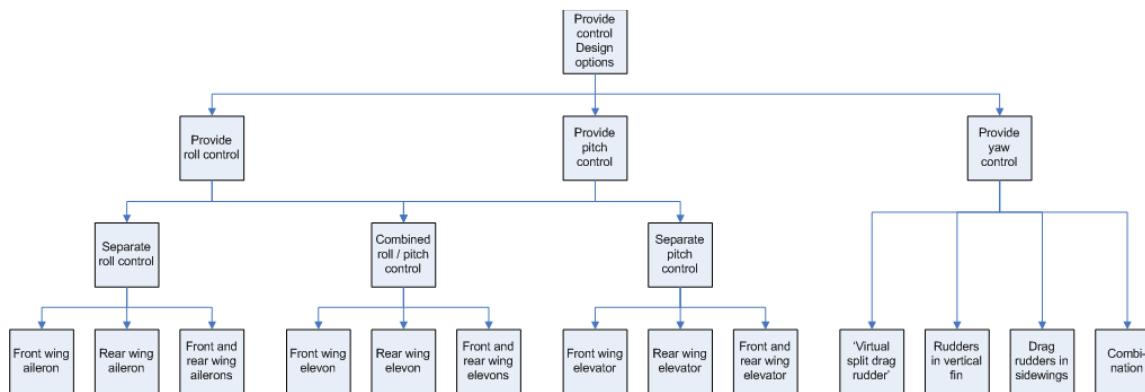 Provide
control
Design
options
Provide
roll control
Provide
pitch
control
Provide
yaw
control
Separate
roll control
Combined
roll / pitch
control
Separate
pitch
control
Front wing
aileron
Rear wing
aileron
Front and
rear wing
ailerons
Front wing
elevon
Rear wing
elevon
Front and
rear wing
elevons
Front wing
elevator
Rear wing
elevator
Front and
rear wing
elevator
‘Virtual
split drag
rudder’
Rudders
in vertical
fin
Drag
rudders in
sidewings
Combi-
nation